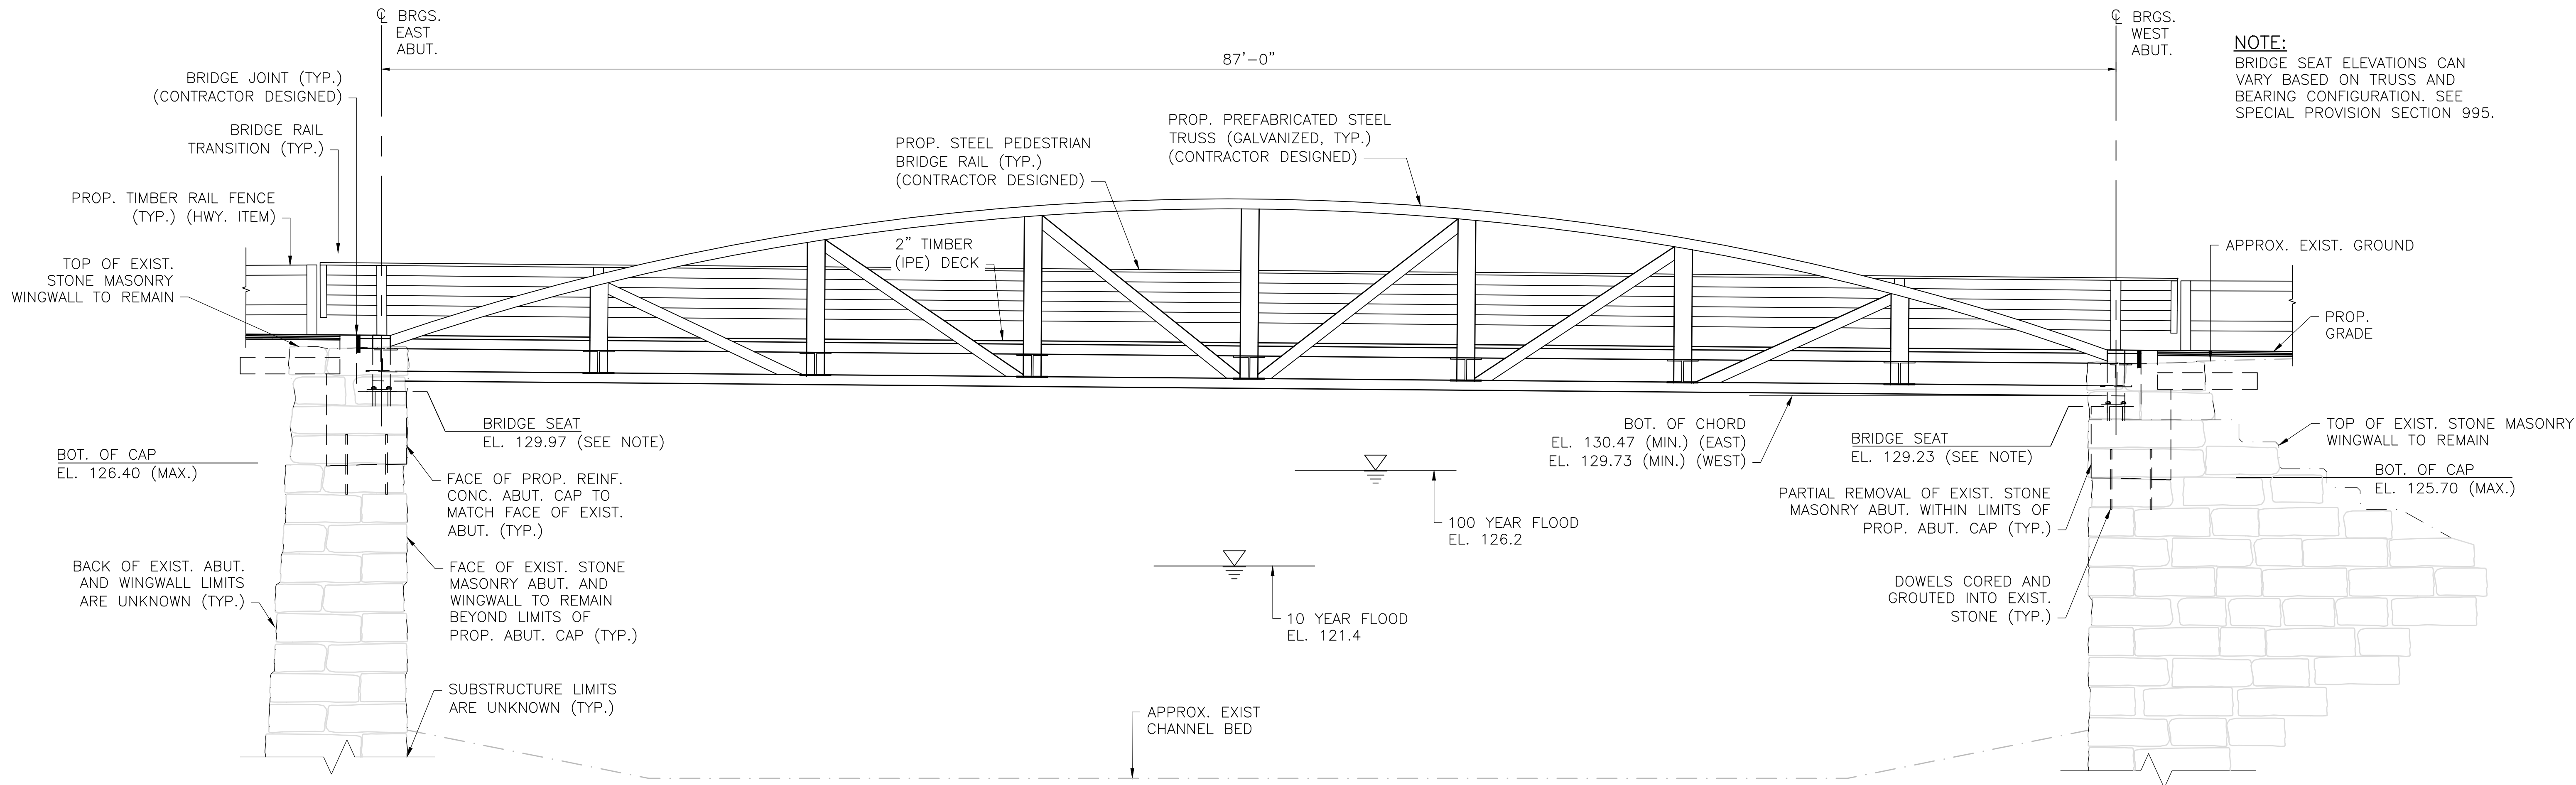 ℄ BRGS.
EAST
ABUT.
℄ BRGS.
WEST
ABUT.
87'-0"
NOTE:
BRIDGE SEAT ELEVATIONS CAN
VARY BASED ON TRUSS AND
BEARING CONFIGURATION. SEE
SPECIAL PROVISION SECTION 995.
BRIDGE JOINT (TYP.)
(CONTRACTOR DESIGNED)
BRIDGE RAIL
TRANSITION (TYP.)
PROP. TIMBER RAIL FENCE
(TYP.) (HWY. ITEM)
TOP OF EXIST.
STONE MASONRY
WINGWALL TO REMAIN
PROP. STEEL PEDESTRIAN
BRIDGE RAIL (TYP.)
(CONTRACTOR DESIGNED)
PROP. PREFABRICATED STEEL
TRUSS (GALVANIZED, TYP.)
(CONTRACTOR DESIGNED)
2" TIMBER
(IPE) DECK
APPROX. EXIST. GROUND
PROP.
GRADE
BRIDGE SEAT
EL. 129.97 (SEE NOTE)
BOT. OF CHORD
EL. 130.47 (MIN.) (EAST)
EL. 129.73 (MIN.) (WEST)
BRIDGE SEAT
EL. 129.23 (SEE NOTE)
TOP OF EXIST. STONE MASONRY
WINGWALL TO REMAIN
BOT. OF CAP
EL. 126.40 (MAX.)
BOT. OF CAP
EL. 125.70 (MAX.)
FACE OF PROP. REINF.
CONC. ABUT. CAP TO
MATCH FACE OF EXIST.
ABUT. (TYP.)
PARTIAL REMOVAL OF EXIST. STONE
MASONRY ABUT. WITHIN LIMITS OF
PROP. ABUT. CAP (TYP.)
100 YEAR FLOOD
EL. 126.2
BACK OF EXIST. ABUT.
AND WINGWALL LIMITS
ARE UNKNOWN (TYP.)
FACE OF EXIST. STONE
MASONRY ABUT. AND
WINGWALL TO REMAIN
BEYOND LIMITS OF
PROP. ABUT. CAP (TYP.)
10 YEAR FLOOD
EL. 121.4
DOWELS CORED AND
GROUTED INTO EXIST.
STONE (TYP.)
SUBSTRUCTURE LIMITS
ARE UNKNOWN (TYP.)
APPROX. EXIST
CHANNEL BED